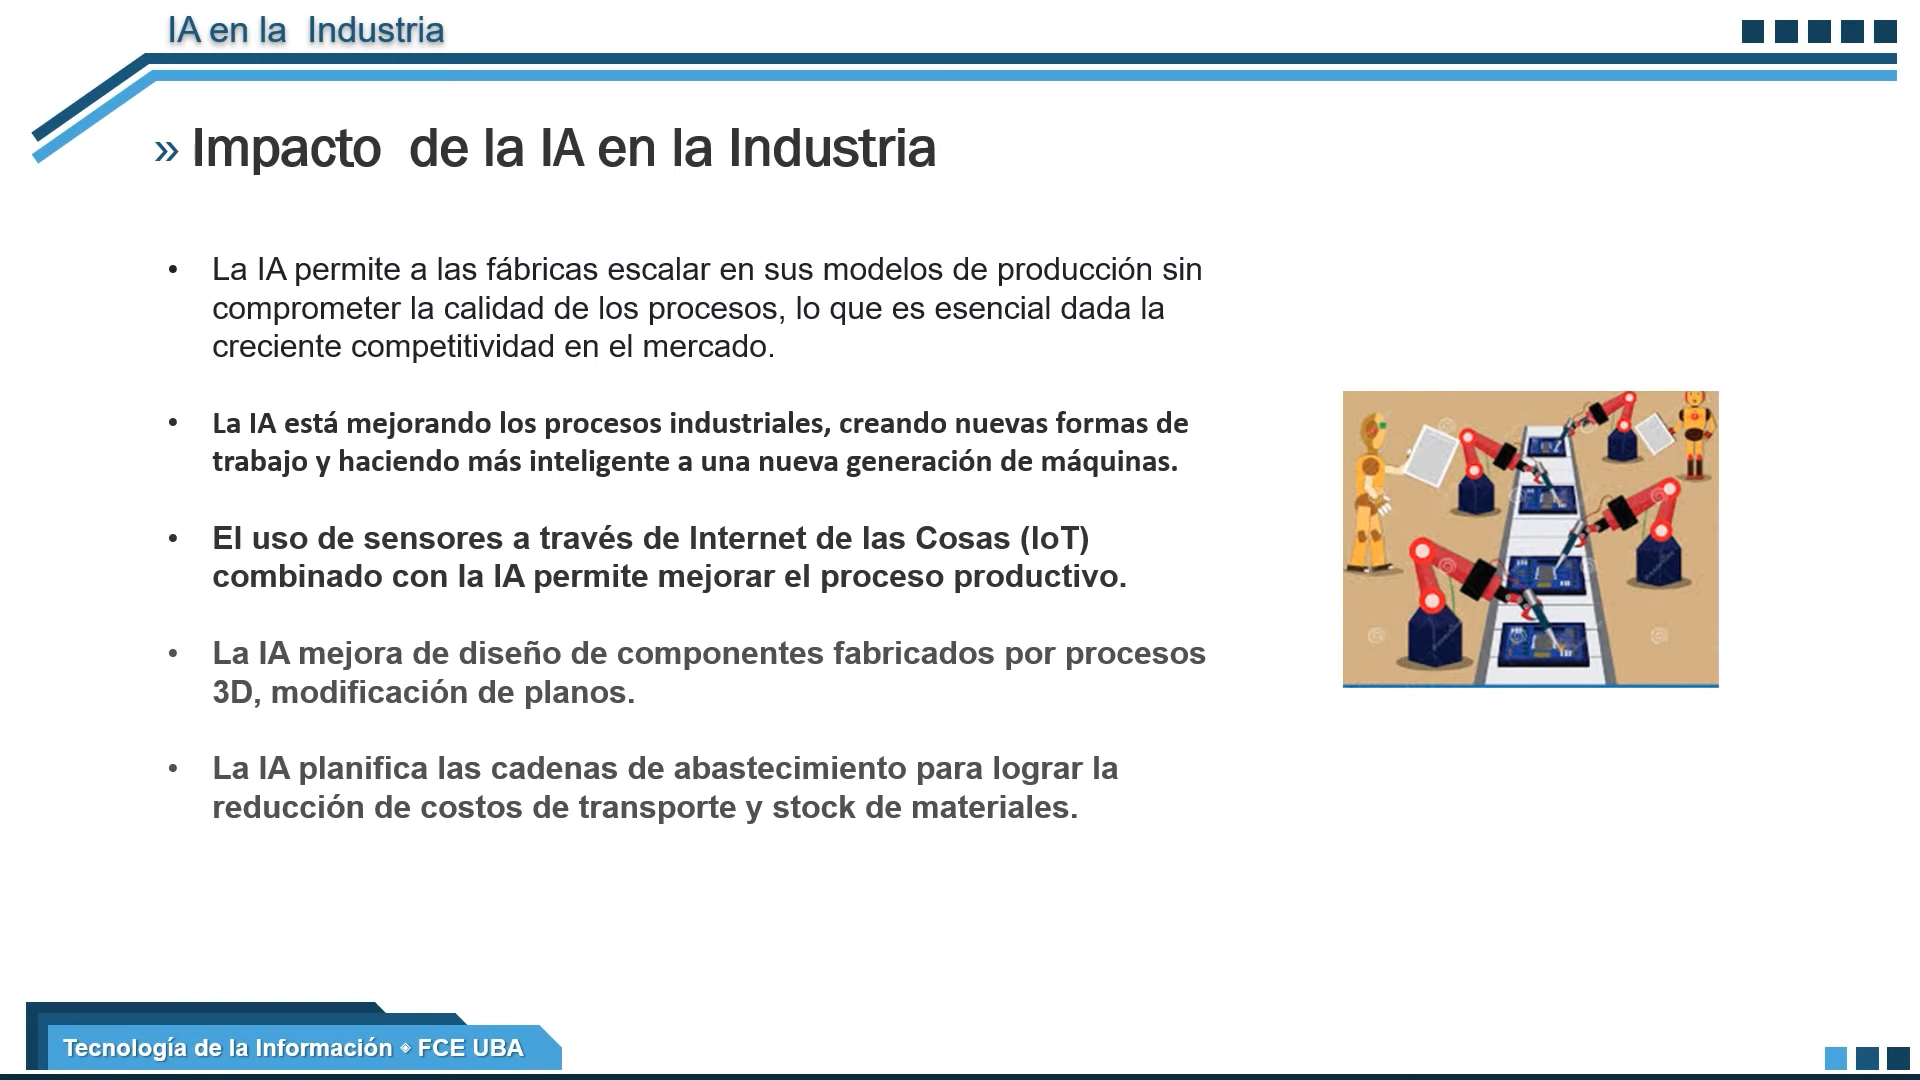 IA en la  Industria
» Impacto  de la IA en la Industria
• La IA permite a las fábricas escalar en sus modelos de producción sin
comprometer la calidad de los procesos, lo que es esencial dada la
creciente competitividad en el mercado.
• La IA está mejorando los procesos industriales, creando nuevas formas de
trabajo y haciendo más inteligente a una nueva generación de máquinas.
• El uso de sensores a través de Internet de las Cosas (IoT)
combinado con la IA permite mejorar el proceso productivo.
• La IA mejora de diseño de componentes fabricados por procesos
3D, modificación de planos.
• La IA planifica las cadenas de abastecimiento para lograr la
reducción de costos de transporte y stock de materiales.
Tecnología de la Información ◈ FCE UBA